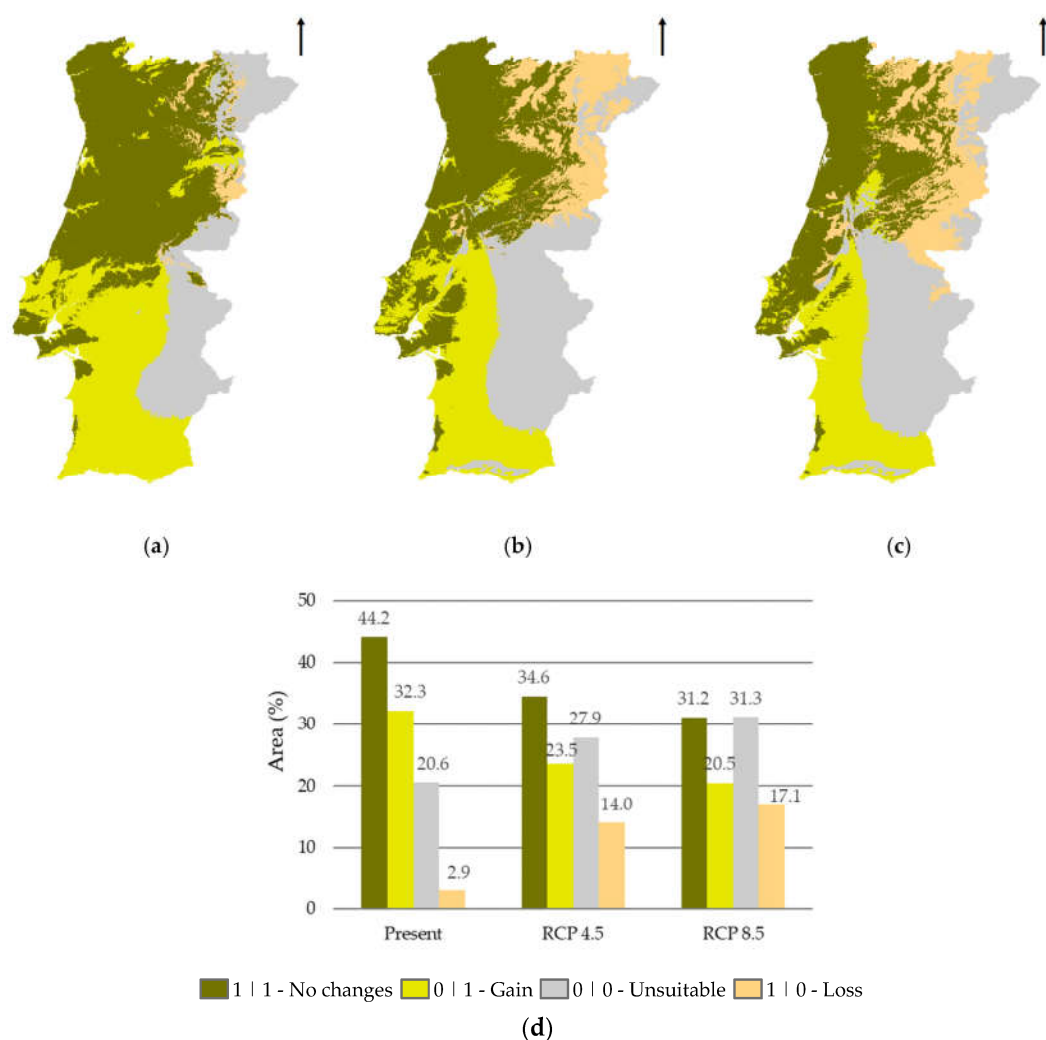 (a)
(b)
(c)
50
44.2
40
34.6
32.3
31.2
31.3
30
27.9
23.5
20.6
20.5
20
17.1
14.0
10
2.9
0
Area (%)
Present
RCP 4.5
RCP 8.5
1 | 1 - No changes
0 | 1 - Gain
0 | 0 - Unsuitable
1 | 0 - Loss
(d)